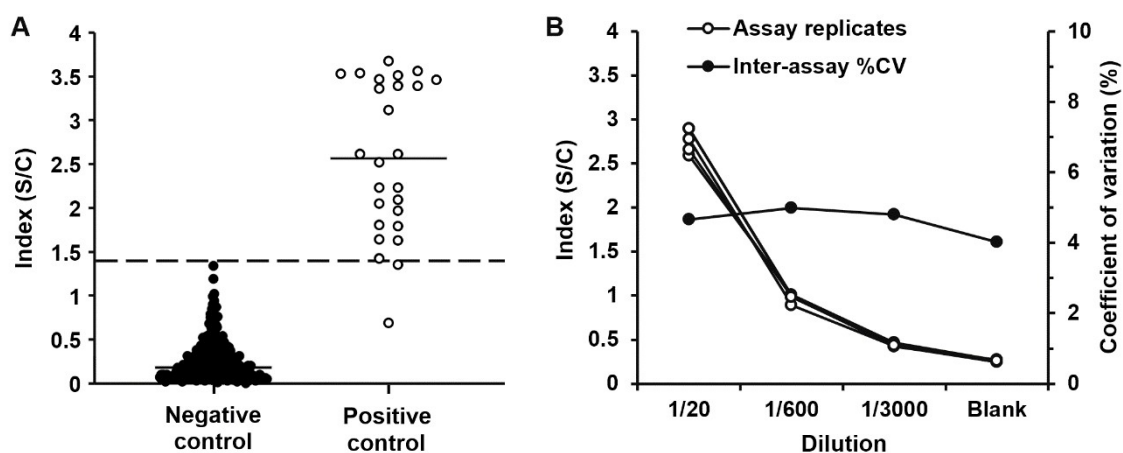 A
Index (S/C)
4
3.5
3
2.5
2
1.5
1
0.5
0
Negative
control
Positive
control
B
Assay replicates
Inter-assay %CV
Index (S/C)
4
3.5
3
2.5
2
1.5
1
0.5
0
10
8
6
4
2
0
Coefficient of variation (%)
1/20 1/600 1/3000 Blank
Dilution